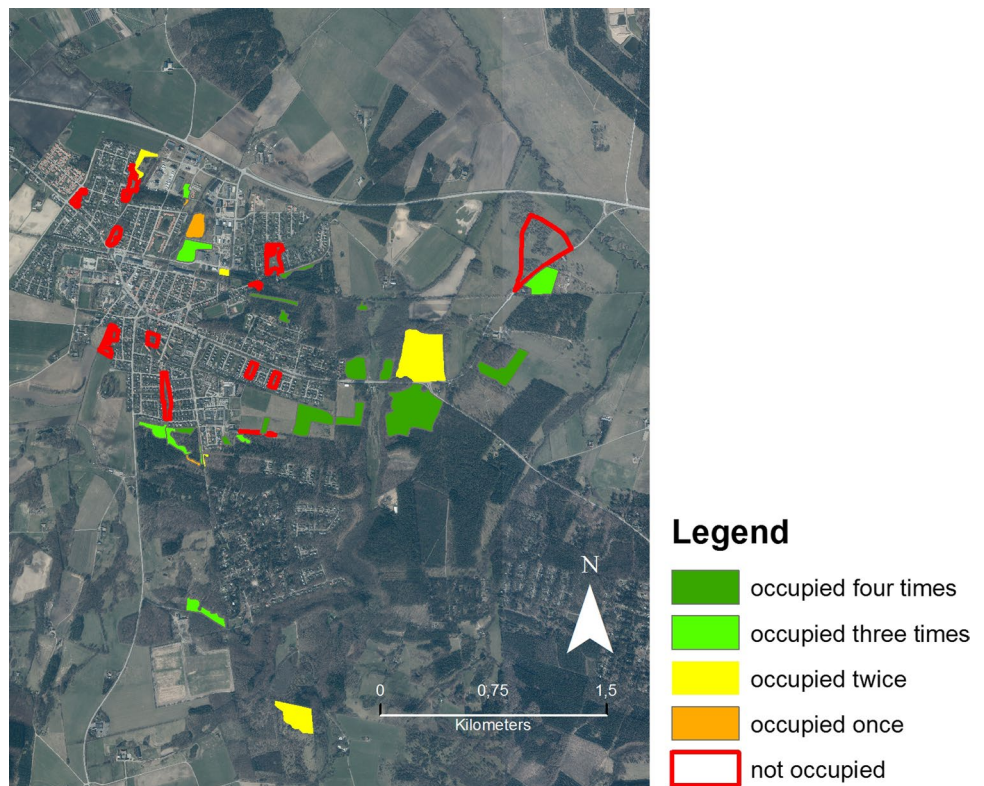 Legend
occupied four times
occupied three times
occupied twice
occupied once
not occupied
N
0 0,75 1,5
Kilometers